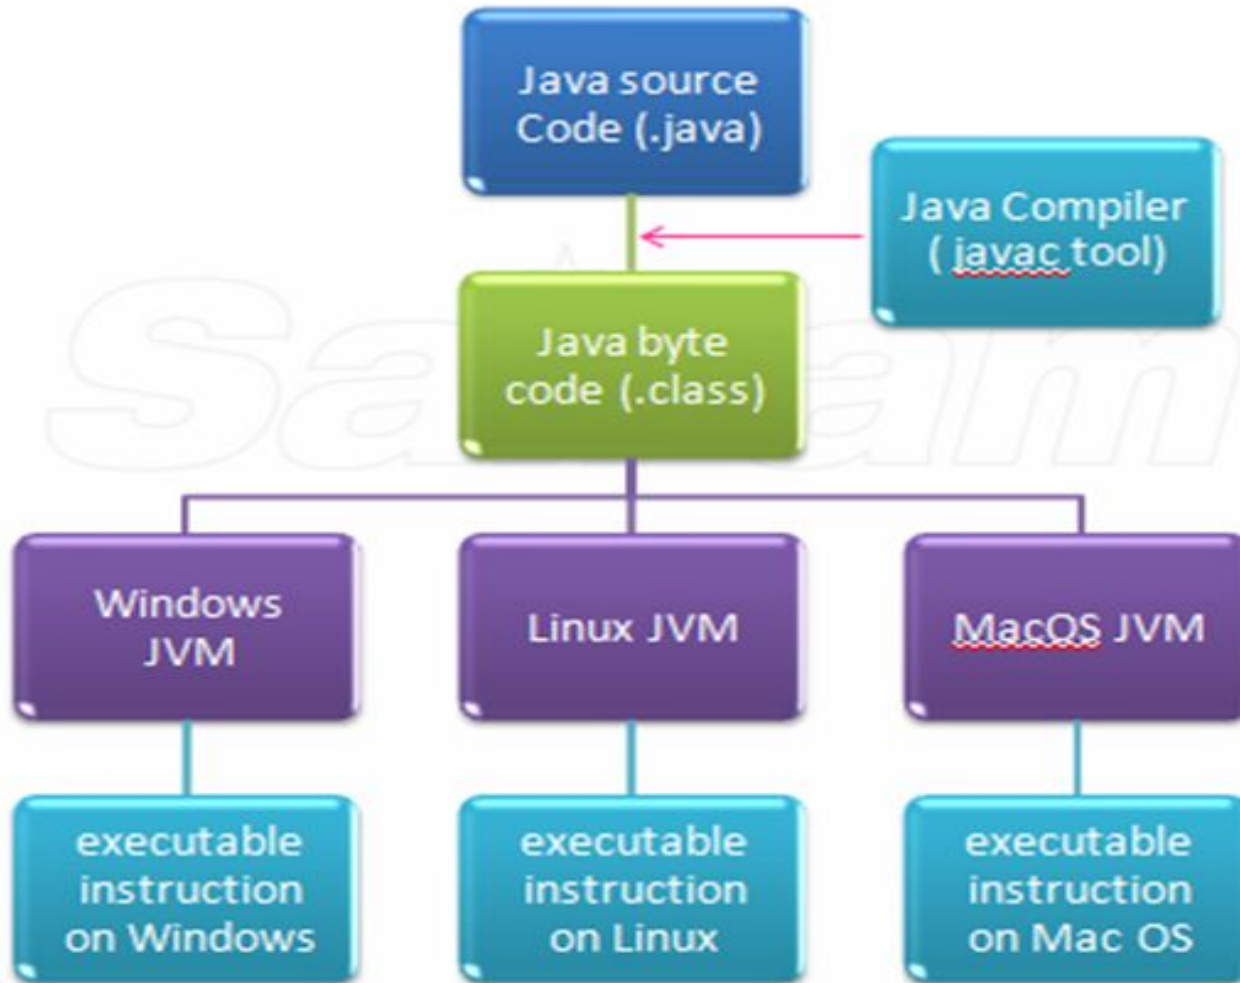 Java source
Code (.java)
Java Compiler
( javac tool)
Java byte
code (.class)
Windows
JVM
Linux JVM
MacOS JVM
executable
instruction
on Windows
executable
instruction
on Linux
executable
instruction
on Mac OS